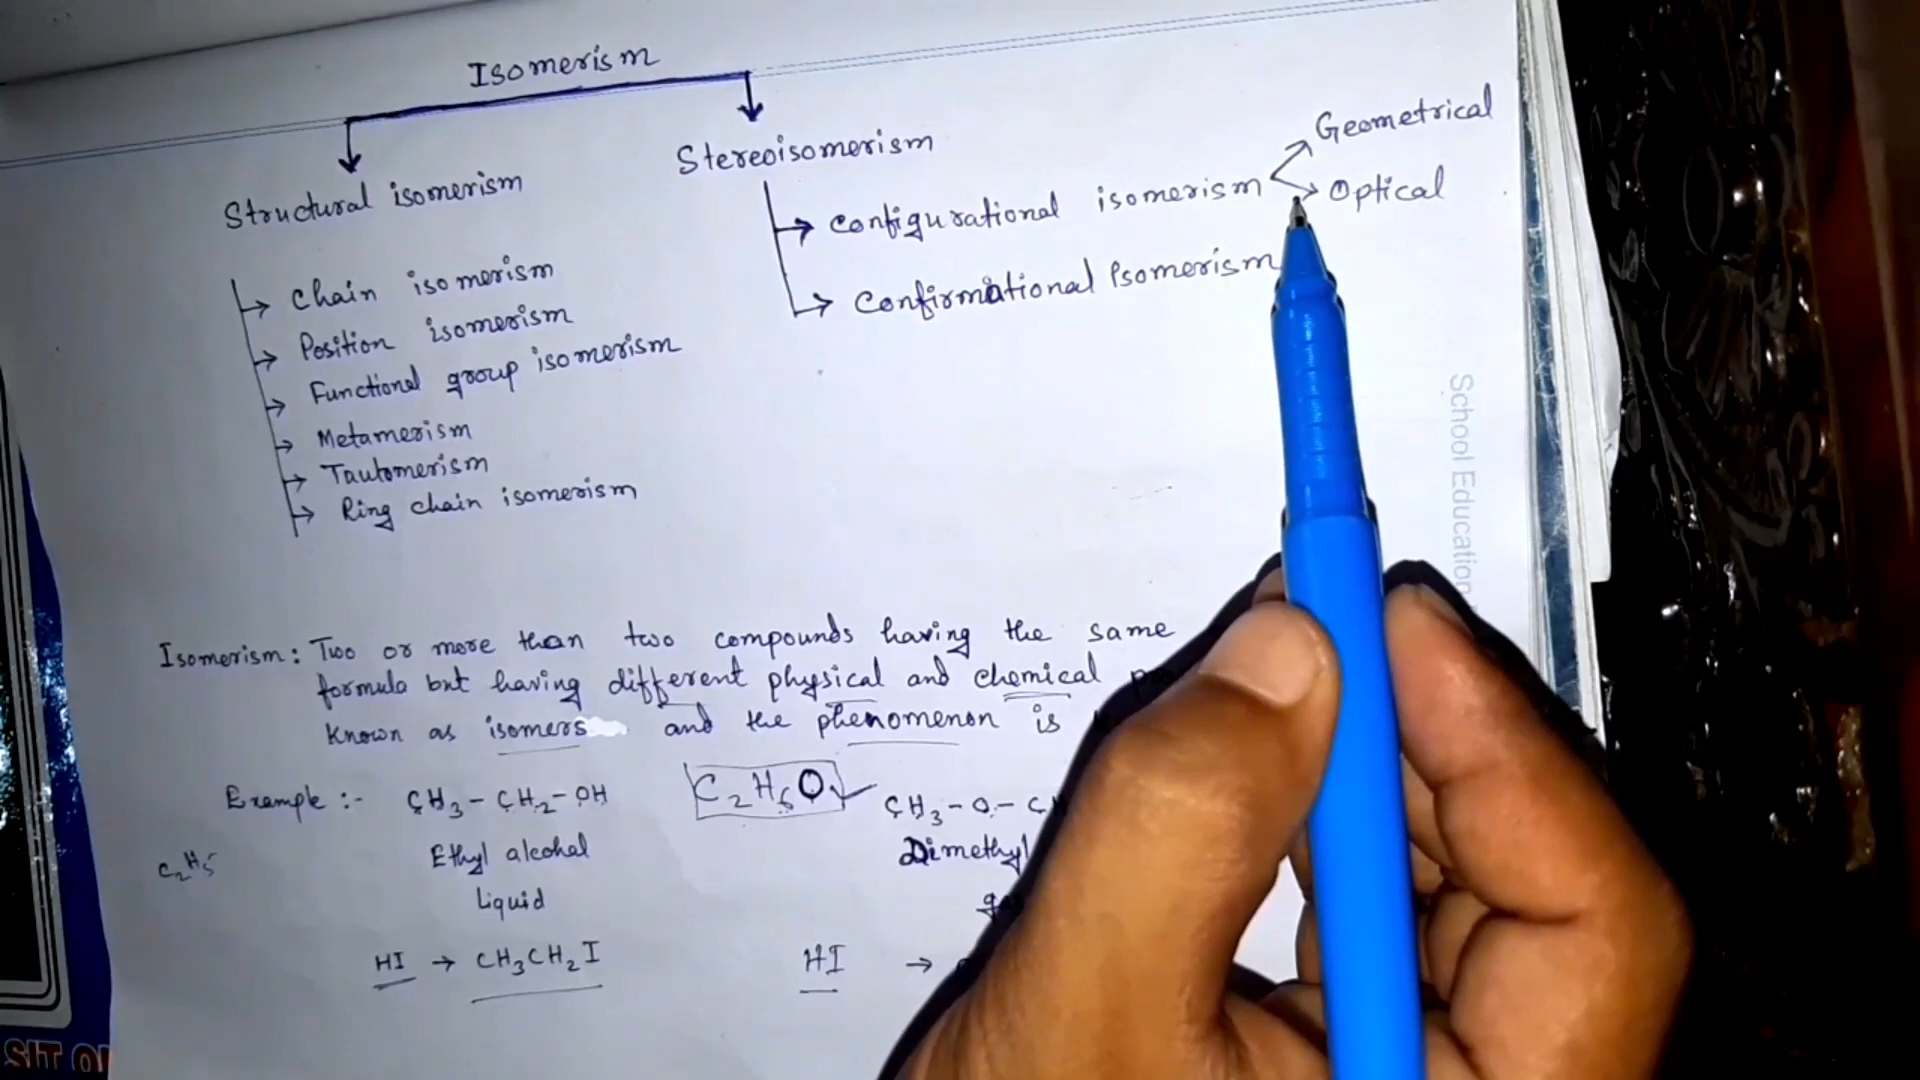 Isomerism
Structural isomerism
Chain isomerism
Position isomerism
Functional group isomerism
Metamerism
Tautomerism
Ring chain isomerism
Stereoisomerism
Configurational isomerism
Geometrical
Optical
Confirmational Isomerism
Isomerism: Two or more than two compounds having the same
formula but having different physical and chemical
known as isomers and the phenomenon is
Example :- CH3 - CH2 - OH
C2H6O
CH3 - O -
C2H5
Ethyl alcohol
Dimethyl
Liquid
HI → CH3CH2I
HI →
School Education